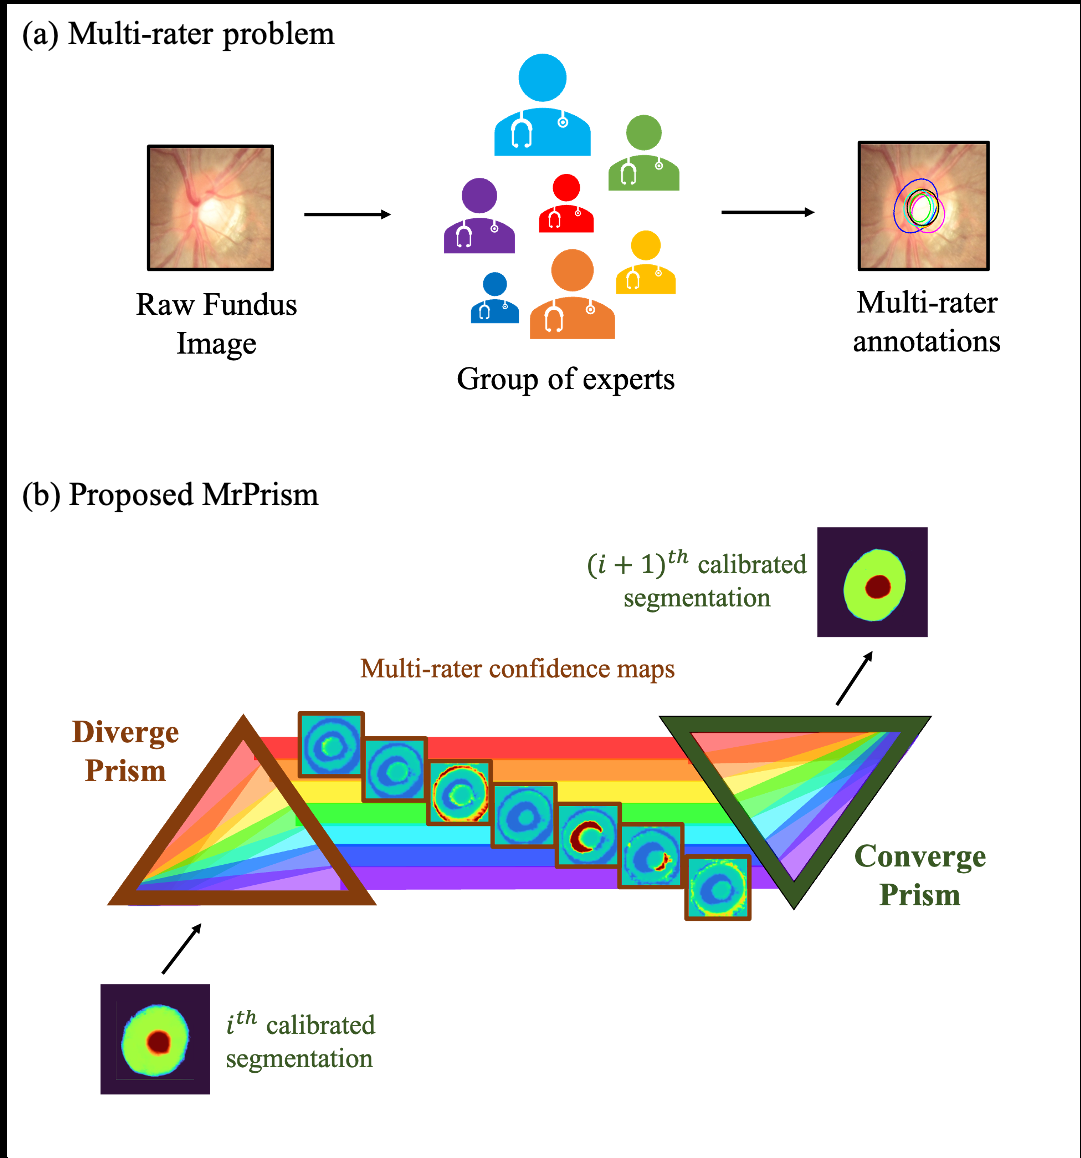 (a) Multi-rater problem
Raw Fundus
Image
Group of experts
Multi-rater
annotations
(b) Proposed MrPrism
(i + 1)th calibrated
segmentation
Multi-rater confidence maps
Diverge
Prism
Converge
Prism
ith calibrated
segmentation